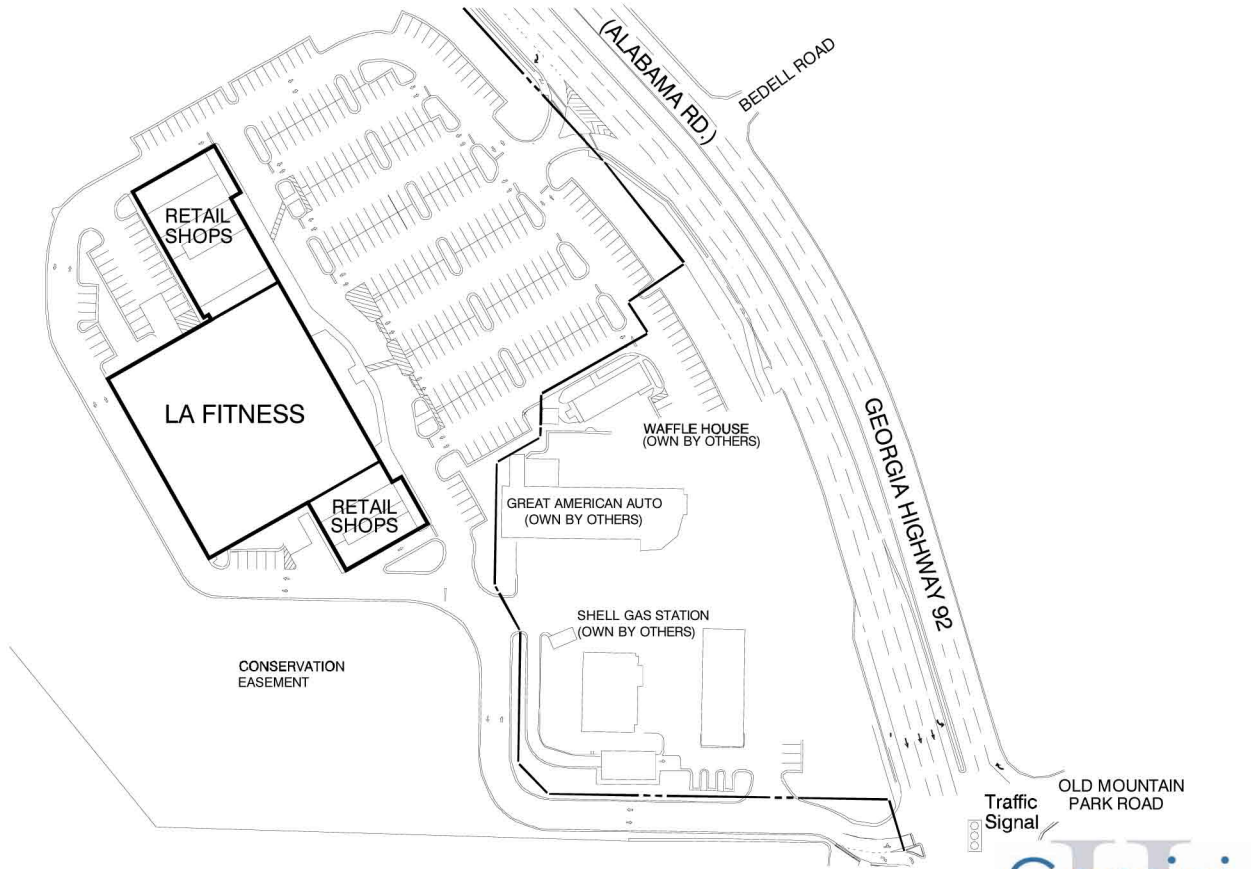 (ALABAMA RD.)
BEDELL ROAD
RETAIL
SHOPS
LA FITNESS
WAFFLE HOUSE
(OWN BY OTHERS)
GEORGIA HIGHWAY 92
RETAIL
SHOPS
GREAT AMERICAN AUTO
(OWN BY OTHERS)
SHELL GAS STATION
(OWN BY OTHERS)
CONSERVATION
EASEMENT
OLD MOUNTAIN
PARK ROAD
Traffic
Signal